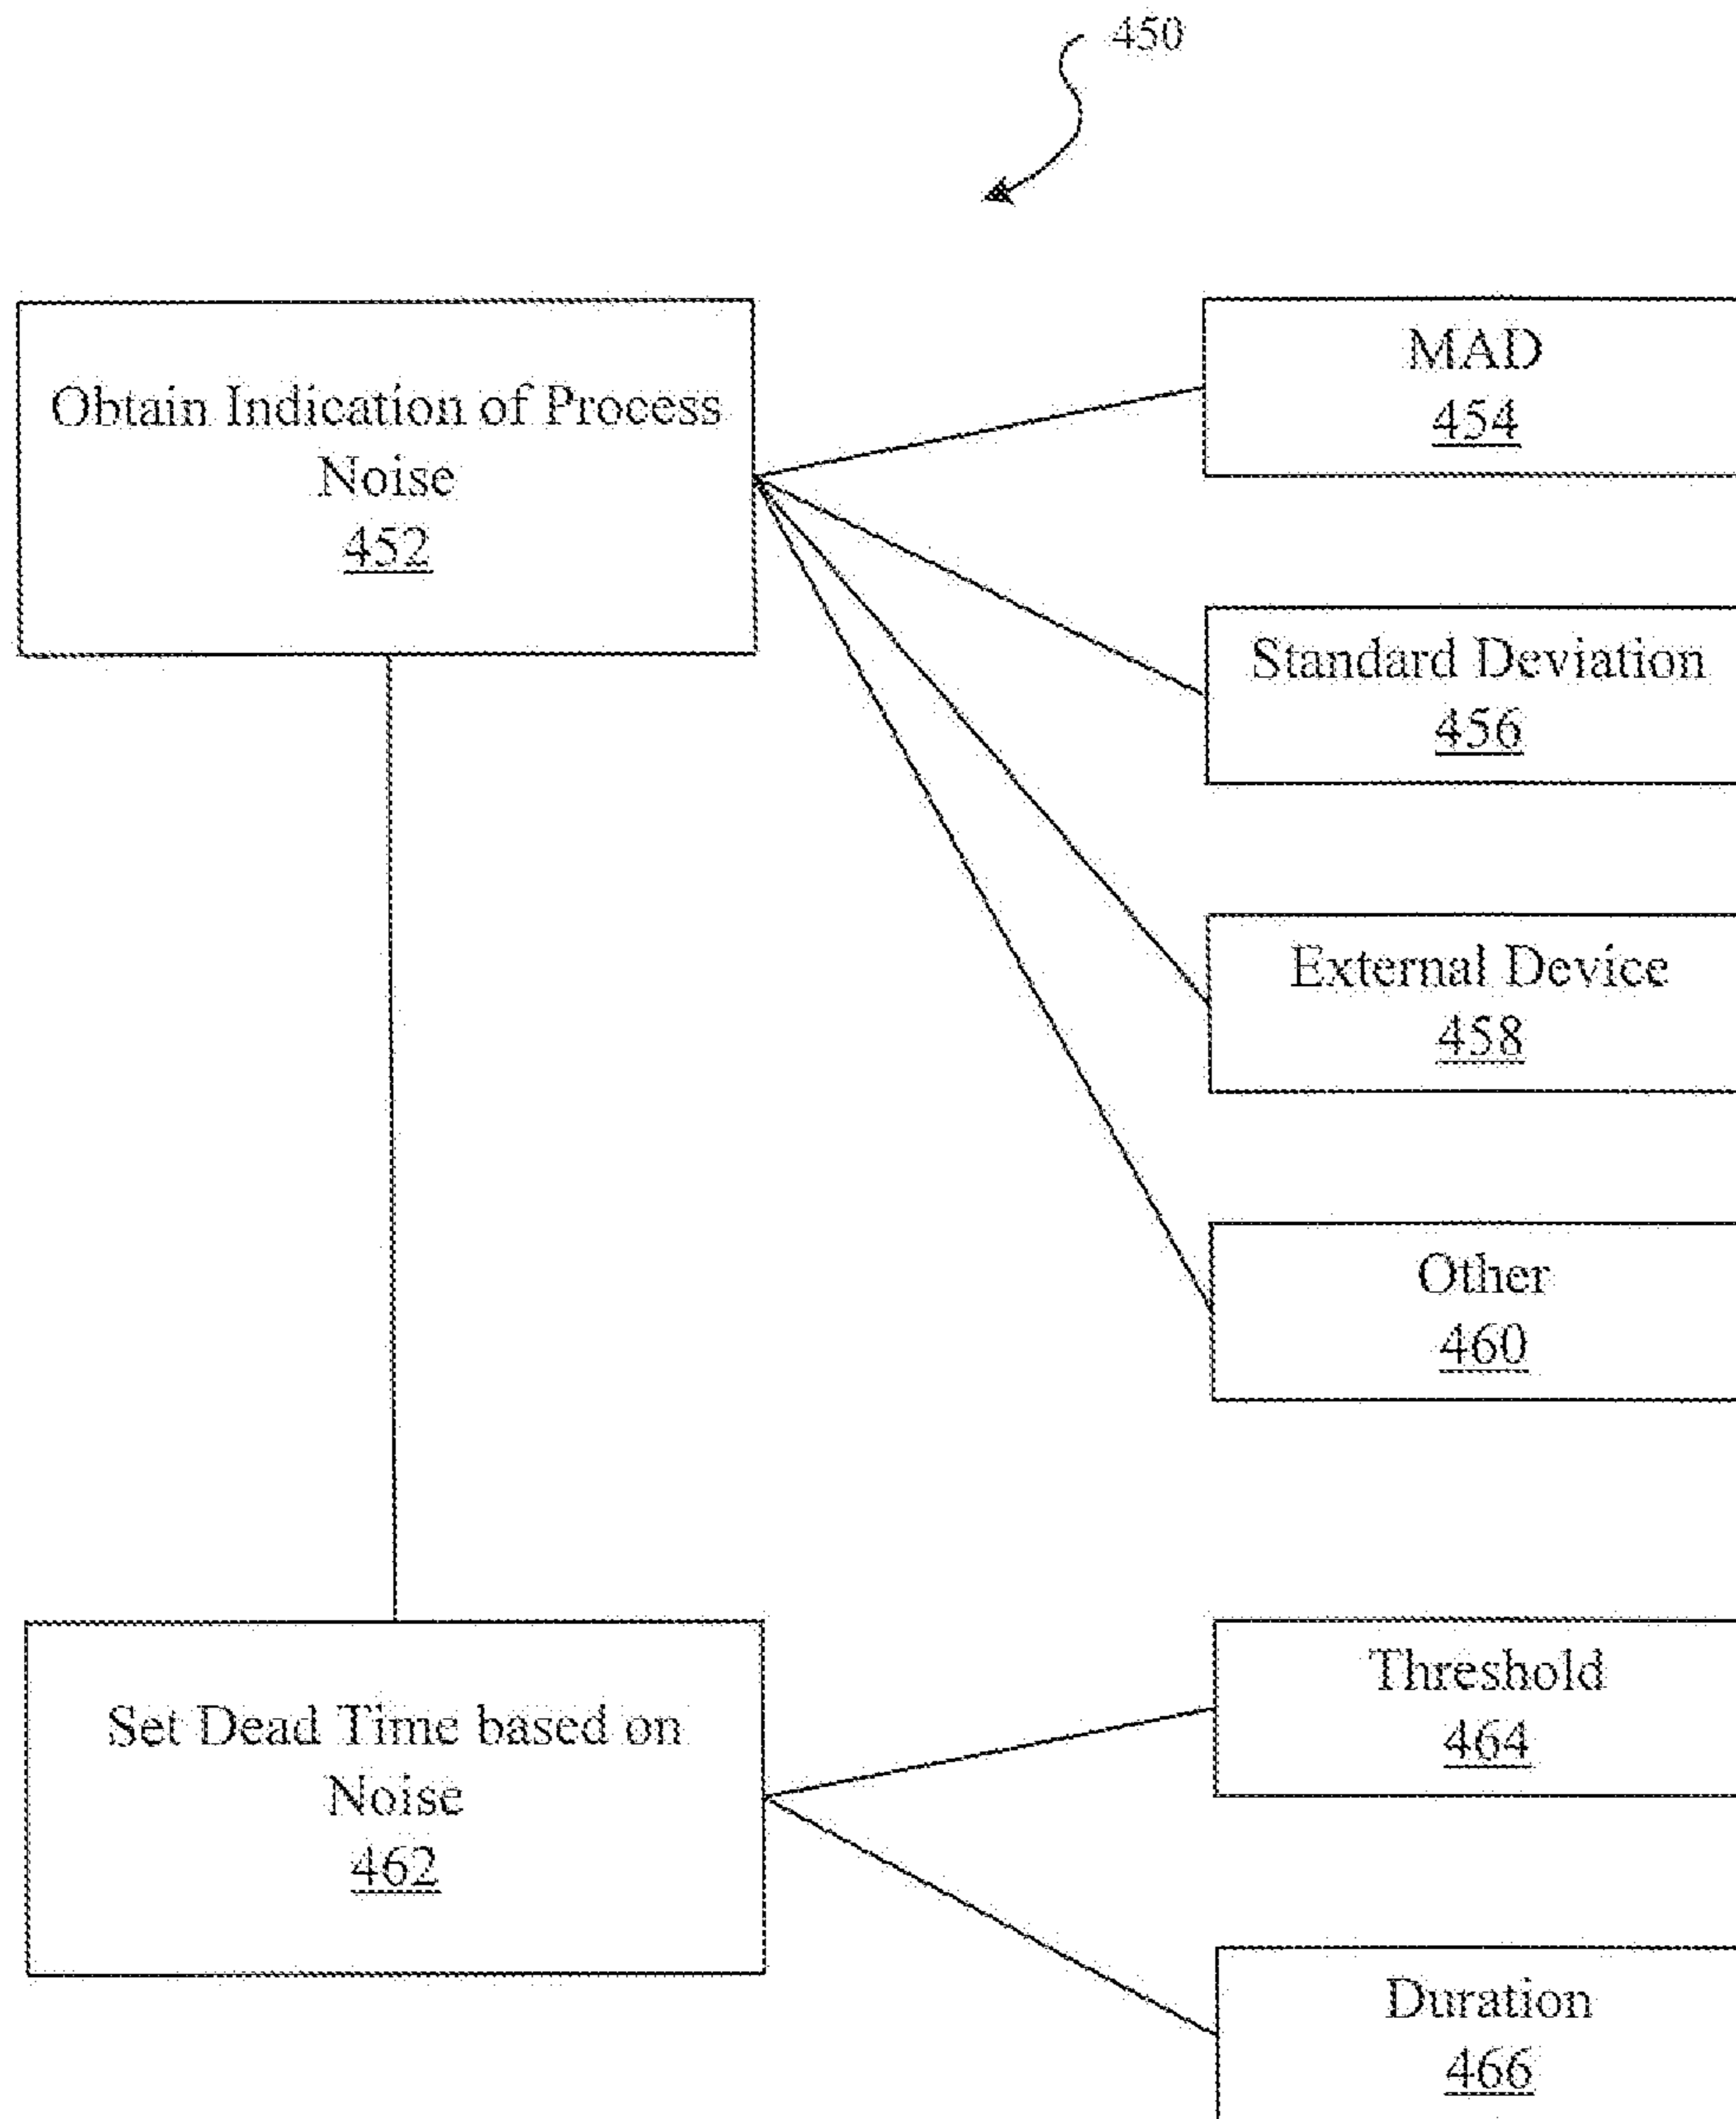 450
Obtain Indication of Process
Noise
452
MAD
454
Standard Deviation
456
External Device
458
Other
460
Set Dead Time based on
Noise
462
Threshold
464
Duration
466